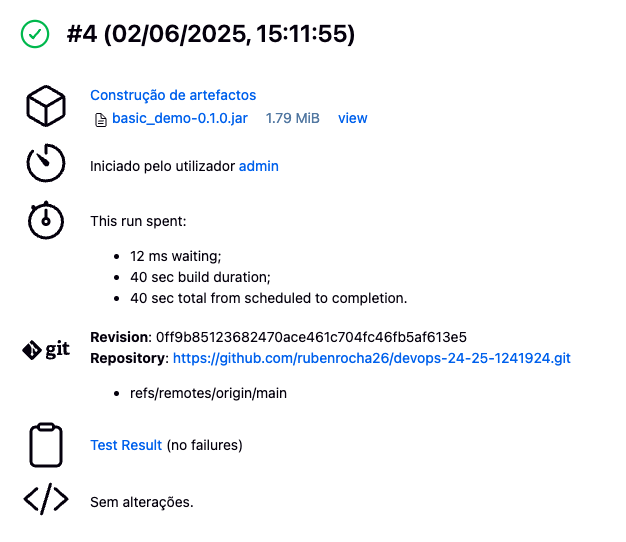 #4 (02/06/2025, 15:11:55)
Construção de artefactos
basic_demo-0.1.0.jar 1.79 MiB view
Iniciado pelo utilizador admin
This run spent:
12 ms waiting;
40 sec build duration;
40 sec total from scheduled to completion.
git
Revision: 0ff9b85123682470ace461c704fc46fb5af613e5
Repository: https://github.com/rubenrocha26/devops-24-25-1241924.git
refs/remotes/origin/main
Test Result (no failures)
Sem alterações.